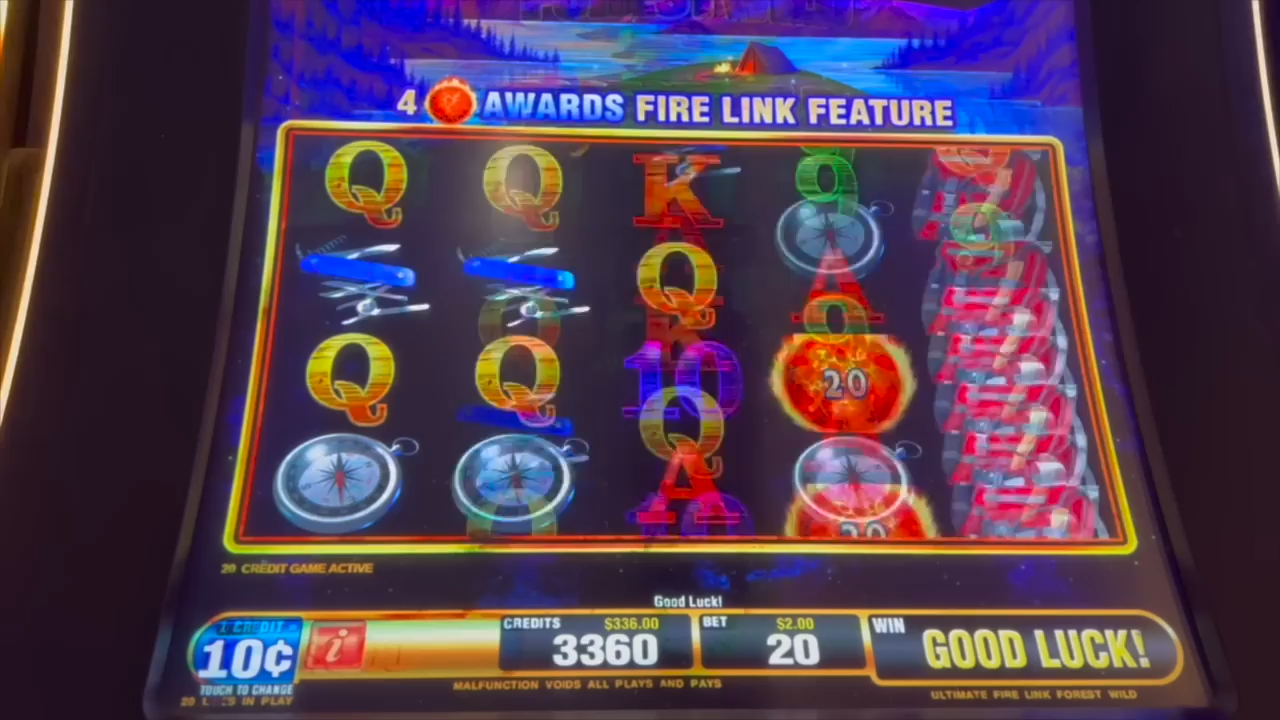 4 AWARDS FIRE LINK FEATURE
Q Q K 9
Q A
Q Q 10 20
Q
A 20
20 CREDIT GAME ACTIVE
Good Luck!
1 CREDIT =
10¢
TOUCH TO CHANGE
i
CREDITS $336.00
3360
BET $2.00
20
WIN GOOD LUCK!
20 LINES IN PLAY
MALFUNCTION VOIDS ALL PLAYS AND PAYS
ULTIMATE FIRE LINK FOREST WILD